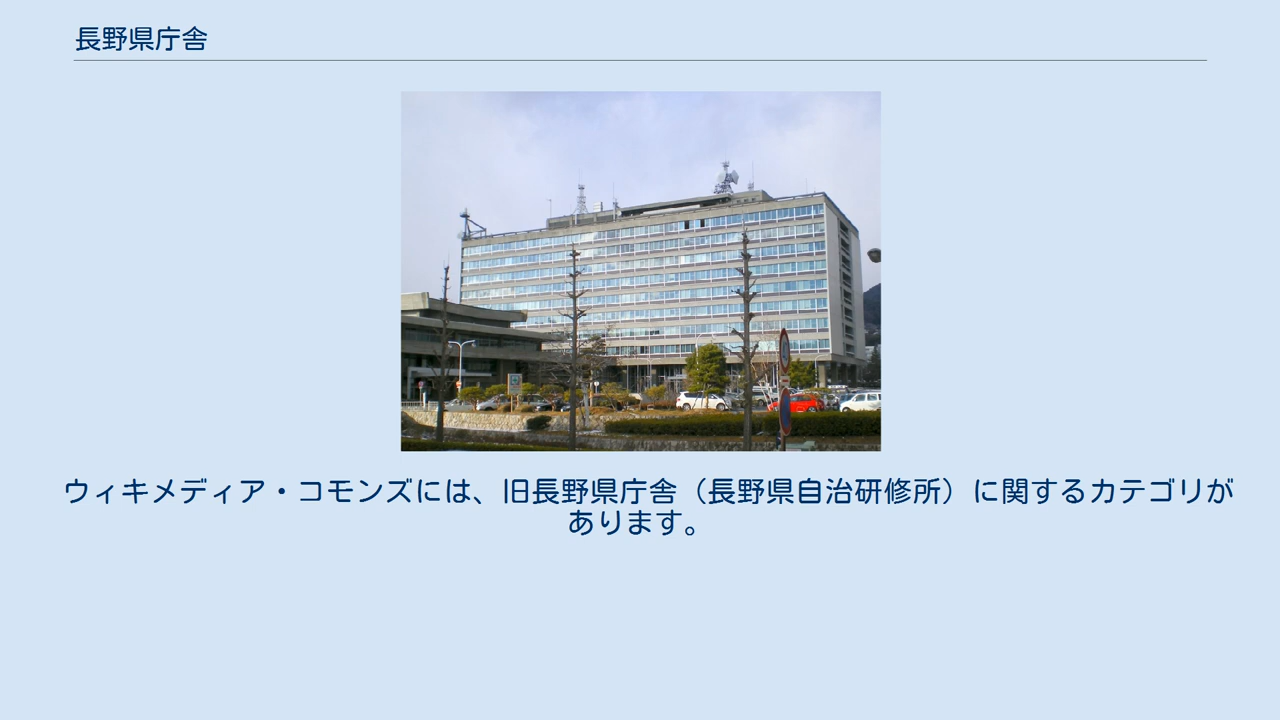 長野県庁舎
ウィキメディア・コモンズには、旧長野県庁舎（長野県自治研修所）に関するカテゴリが
あります。